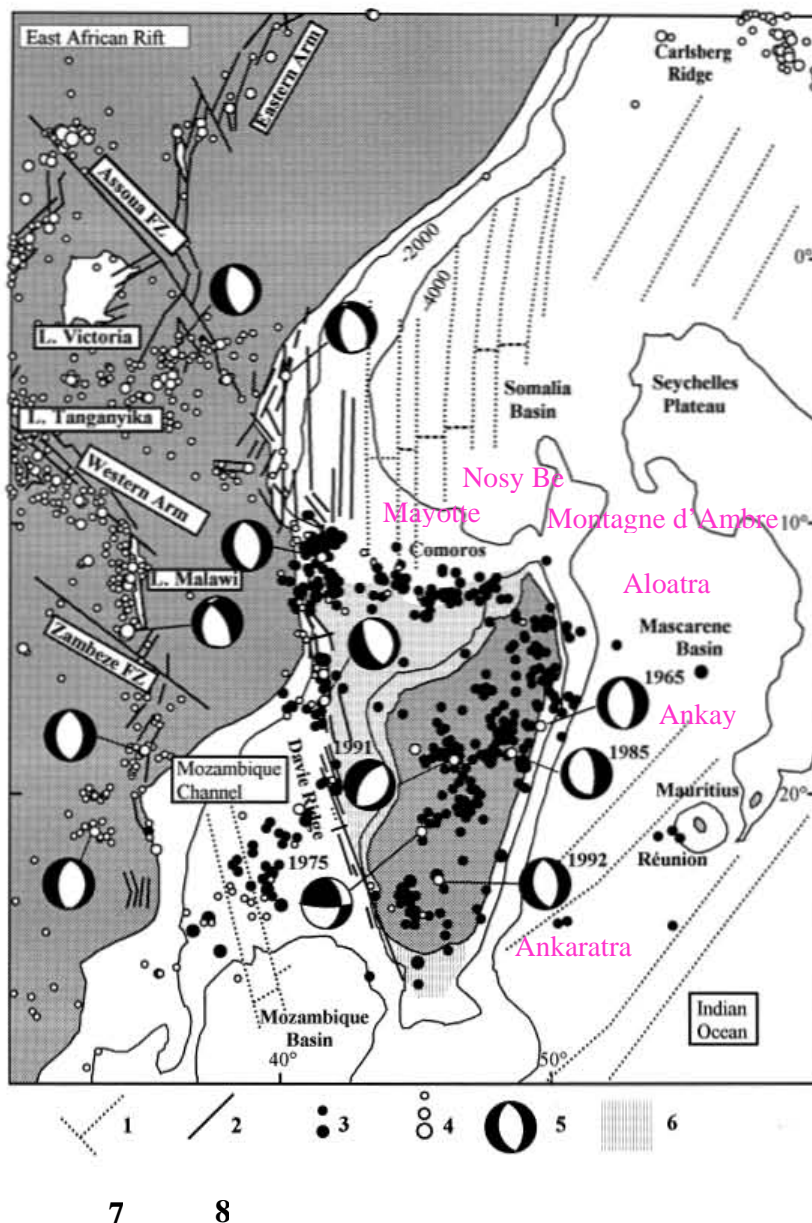 East African Rift
Eastern Arm
Carlsberg
Ridge
Assoua FZ.
-2000
-4000
0°
L. Victoria
Somalia
Basin
Seychelles
Plateau
L. Tanganyika
Western Arm
Nosy Be
Mayotte
Montagne d'Ambre
10°
Comoros
L. Malawi
Aloatra
Zambeze FZ.
Mascarene
Basin
1965
Ankay
1991
1985
Mozambique
Channel
Davie Ridge
Mauritius
20°
1975
1992
Réunion
Ankaratra
Mozambique
Basin
Indian
Ocean
40°
50°
1 2 3 4 5 6
7 8